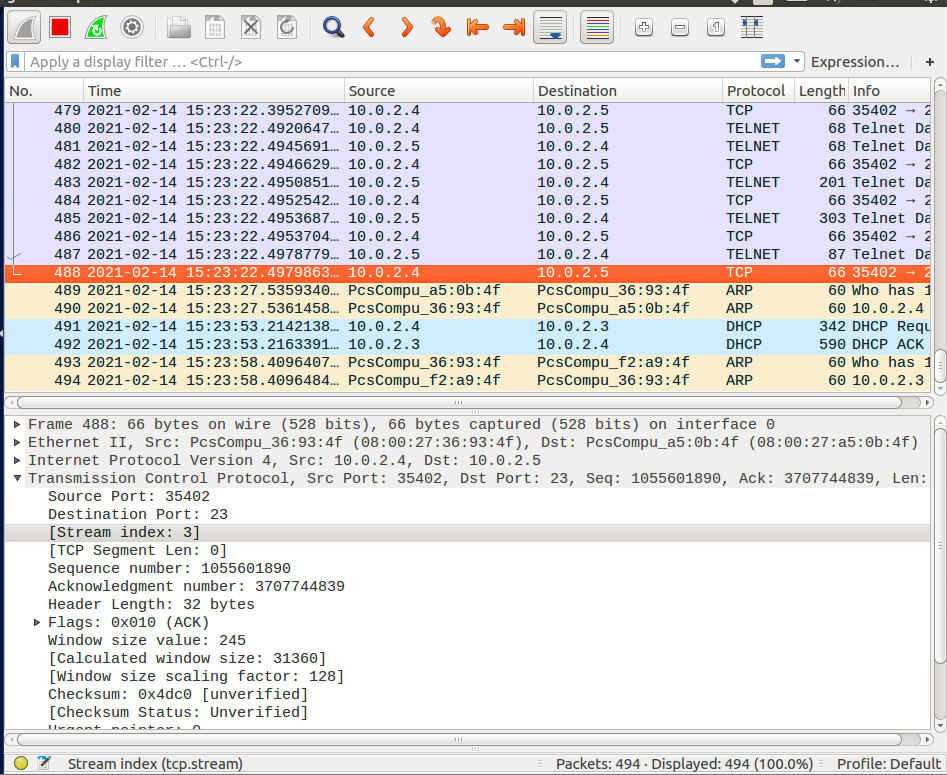 Apply a display filter … <Ctrl-/> Expression… +
No. Time Source Destination Protocol Length Info
479 2021-02-14 15:23:22.3952709… 10.0.2.4 10.0.2.5 TCP 66 35402 → 2
480 2021-02-14 15:23:22.4920647… 10.0.2.4 10.0.2.5 TELNET 68 Telnet Da
481 2021-02-14 15:23:22.4945691… 10.0.2.5 10.0.2.4 TELNET 68 Telnet Da
482 2021-02-14 15:23:22.4946629… 10.0.2.4 10.0.2.5 TCP 66 35402 → 2
483 2021-02-14 15:23:22.4950851… 10.0.2.5 10.0.2.4 TELNET 201 Telnet Da
484 2021-02-14 15:23:22.4952542… 10.0.2.4 10.0.2.5 TCP 66 35402 → 2
485 2021-02-14 15:23:22.4953687… 10.0.2.5 10.0.2.4 TELNET 303 Telnet Da
486 2021-02-14 15:23:22.4953704… 10.0.2.4 10.0.2.5 TCP 66 35402 → 2
487 2021-02-14 15:23:22.4978779… 10.0.2.5 10.0.2.4 TELNET 87 Telnet Da
488 2021-02-14 15:23:22.4979863… 10.0.2.4 10.0.2.5 TCP 66 35402 → 2
489 2021-02-14 15:23:27.5359340… PcsCompu_a5:0b:4f PcsCompu_36:93:4f ARP 60 Who has 1
490 2021-02-14 15:23:27.5361458… PcsCompu_36:93:4f PcsCompu_a5:0b:4f ARP 60 10.0.2.4
491 2021-02-14 15:23:53.2142138… 10.0.2.4 10.0.2.3 DHCP 342 DHCP Requ
492 2021-02-14 15:23:53.2163391… 10.0.2.3 10.0.2.4 DHCP 590 DHCP ACK
493 2021-02-14 15:23:58.4096407… PcsCompu_36:93:4f PcsCompu_f2:a9:4f ARP 60 Who has 1
494 2021-02-14 15:23:58.4096484… PcsCompu_f2:a9:4f PcsCompu_36:93:4f ARP 60 10.0.2.3
Frame 488: 66 bytes on wire (528 bits), 66 bytes captured (528 bits) on interface 0
Ethernet II, Src: PcsCompu_36:93:4f (08:00:27:36:93:4f), Dst: PcsCompu_a5:0b:4f (08:00:27:a5:0b:4f)
Internet Protocol Version 4, Src: 10.0.2.4, Dst: 10.0.2.5
Transmission Control Protocol, Src Port: 35402, Dst Port: 23, Seq: 1055601890, Ack: 3707744839, Len:
Source Port: 35402
Destination Port: 23
[Stream index: 3]
[TCP Segment Len: 0]
Sequence number: 1055601890
Acknowledgment number: 3707744839
Header Length: 32 bytes
Flags: 0x010 (ACK)
Window size value: 245
[Calculated window size: 31360]
[Window size scaling factor: 128]
Checksum: 0x4dc0 [unverified]
[Checksum Status: Unverified]
Urgent pointer: 0
Stream index (tcp.stream) Packets: 494 · Displayed: 494 (100.0%) Profile: Default